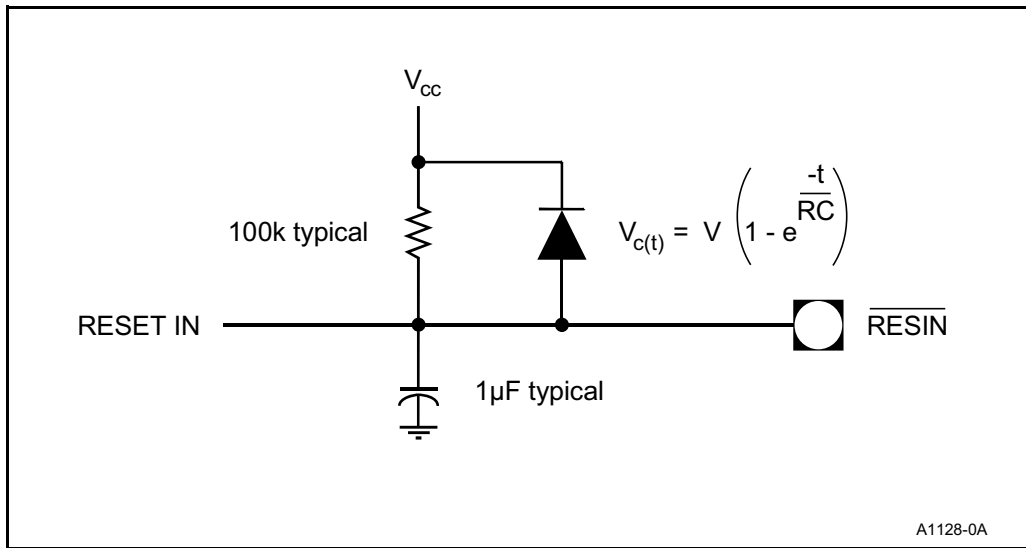 Vcc
100k typical
Vc(t) = V (1 - e^(-t/RC))
RESET IN
RESIN
1µF typical
A1128-0A